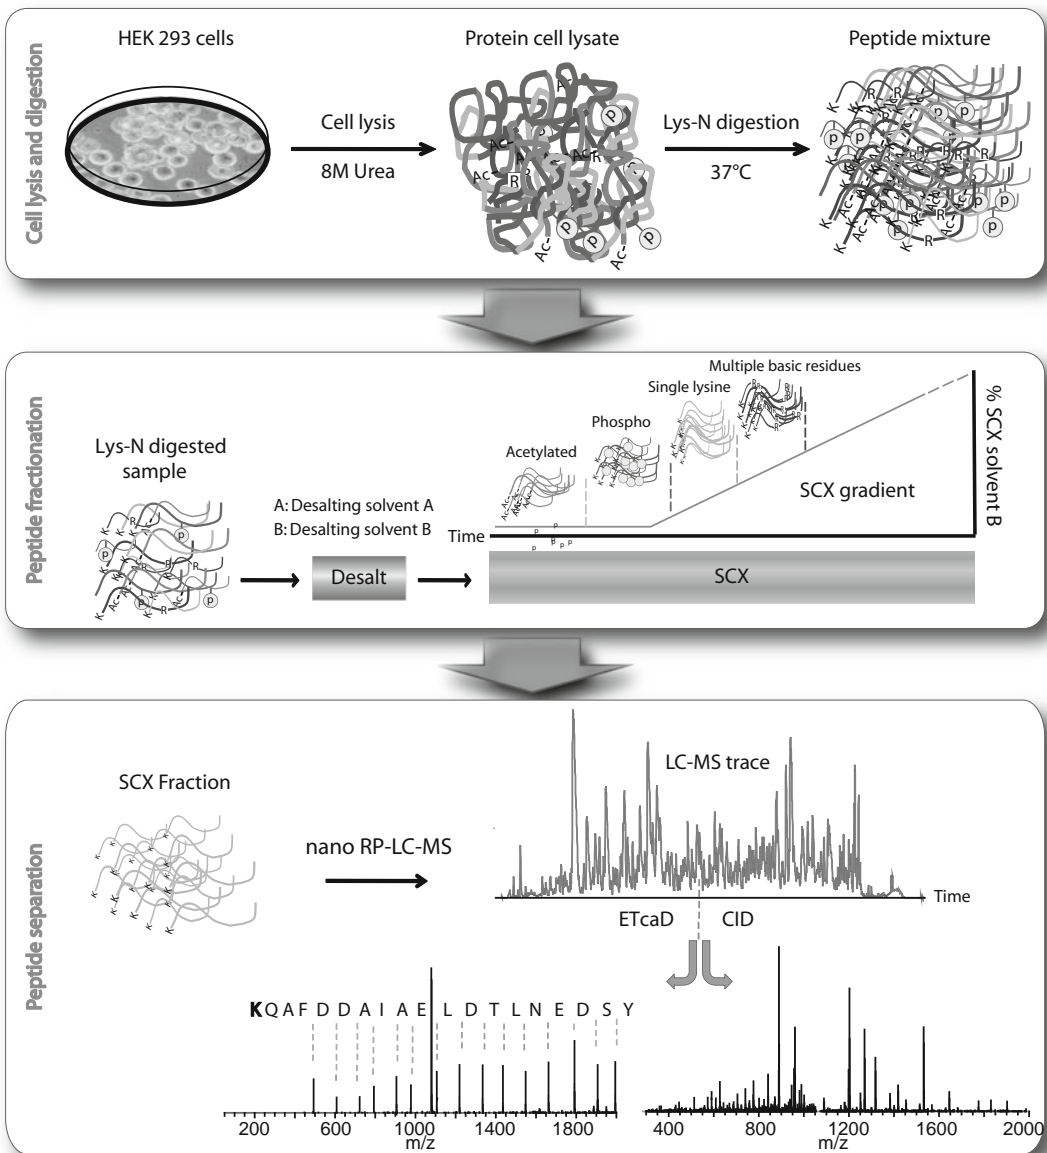 Cell lysis and digestion
HEK 293 cells
Protein cell lysate
Peptide mixture
Cell lysis
8M Urea
Lys-N digestion
37°C
Peptide fractionation
Lys-N digested
sample
A: Desalting solvent A
B: Desalting solvent B
Desalt
Acetylated
Phospho
Single lysine
Multiple basic residues
SCX gradient
% SCX solvent B
Time
SCX
Peptide separation
SCX Fraction
nano RP-LC-MS
LC-MS trace
Time
ETcaD
CID
K Q A F D D A I A E L D T L N E D S Y
200 600 1000 1400 1800
m/z
400 800 1200 1600 2000
m/z